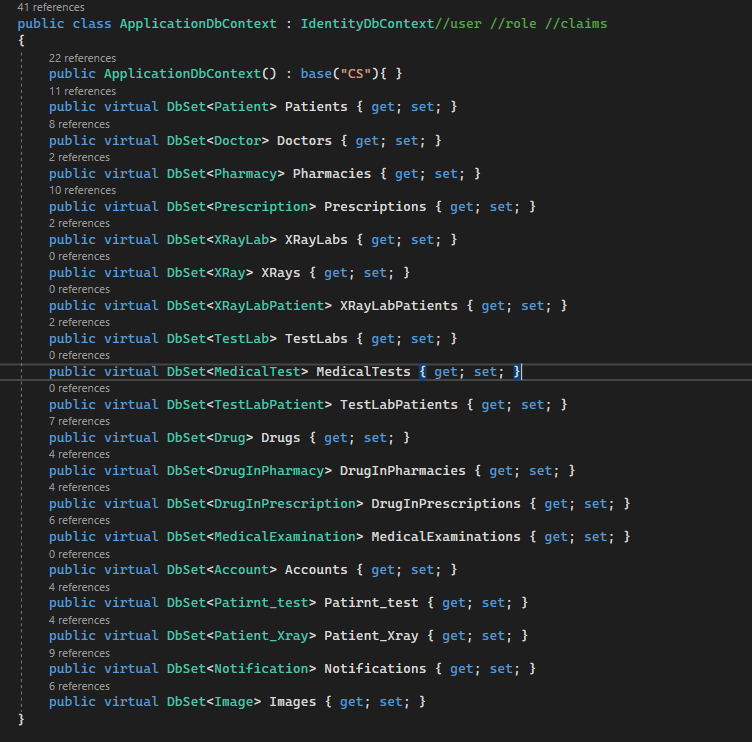 41 references
public class ApplicationDbContext : IdentityDbContext//user //role //claims
{
22 references
public ApplicationDbContext() : base("CS"){ }
11 references
public virtual DbSet<Patient> Patients { get; set; }
8 references
public virtual DbSet<Doctor> Doctors { get; set; }
2 references
public virtual DbSet<Pharmacy> Pharmacies { get; set; }
10 references
public virtual DbSet<Prescription> Prescriptions { get; set; }
2 references
public virtual DbSet<XRayLab> XRayLabs { get; set; }
0 references
public virtual DbSet<XRay> XRays { get; set; }
0 references
public virtual DbSet<XRayLabPatient> XRayLabPatients { get; set; }
2 references
public virtual DbSet<TestLab> TestLabs { get; set; }
0 references
public virtual DbSet<MedicalTest> MedicalTests { get; set; }
0 references
public virtual DbSet<TestLabPatient> TestLabPatients { get; set; }
7 references
public virtual DbSet<Drug> Drugs { get; set; }
4 references
public virtual DbSet<DrugInPharmacy> DrugInPharmacies { get; set; }
4 references
public virtual DbSet<DrugInPrescription> DrugInPrescriptions { get; set; }
6 references
public virtual DbSet<MedicalExamination> MedicalExaminations { get; set; }
0 references
public virtual DbSet<Account> Accounts { get; set; }
4 references
public virtual DbSet<Patirnt_test> Patirnt_test { get; set; }
4 references
public virtual DbSet<Patient_Xray> Patient_Xray { get; set; }
9 references
public virtual DbSet<Notification> Notifications { get; set; }
6 references
public virtual DbSet<Image> Images { get; set; }
}